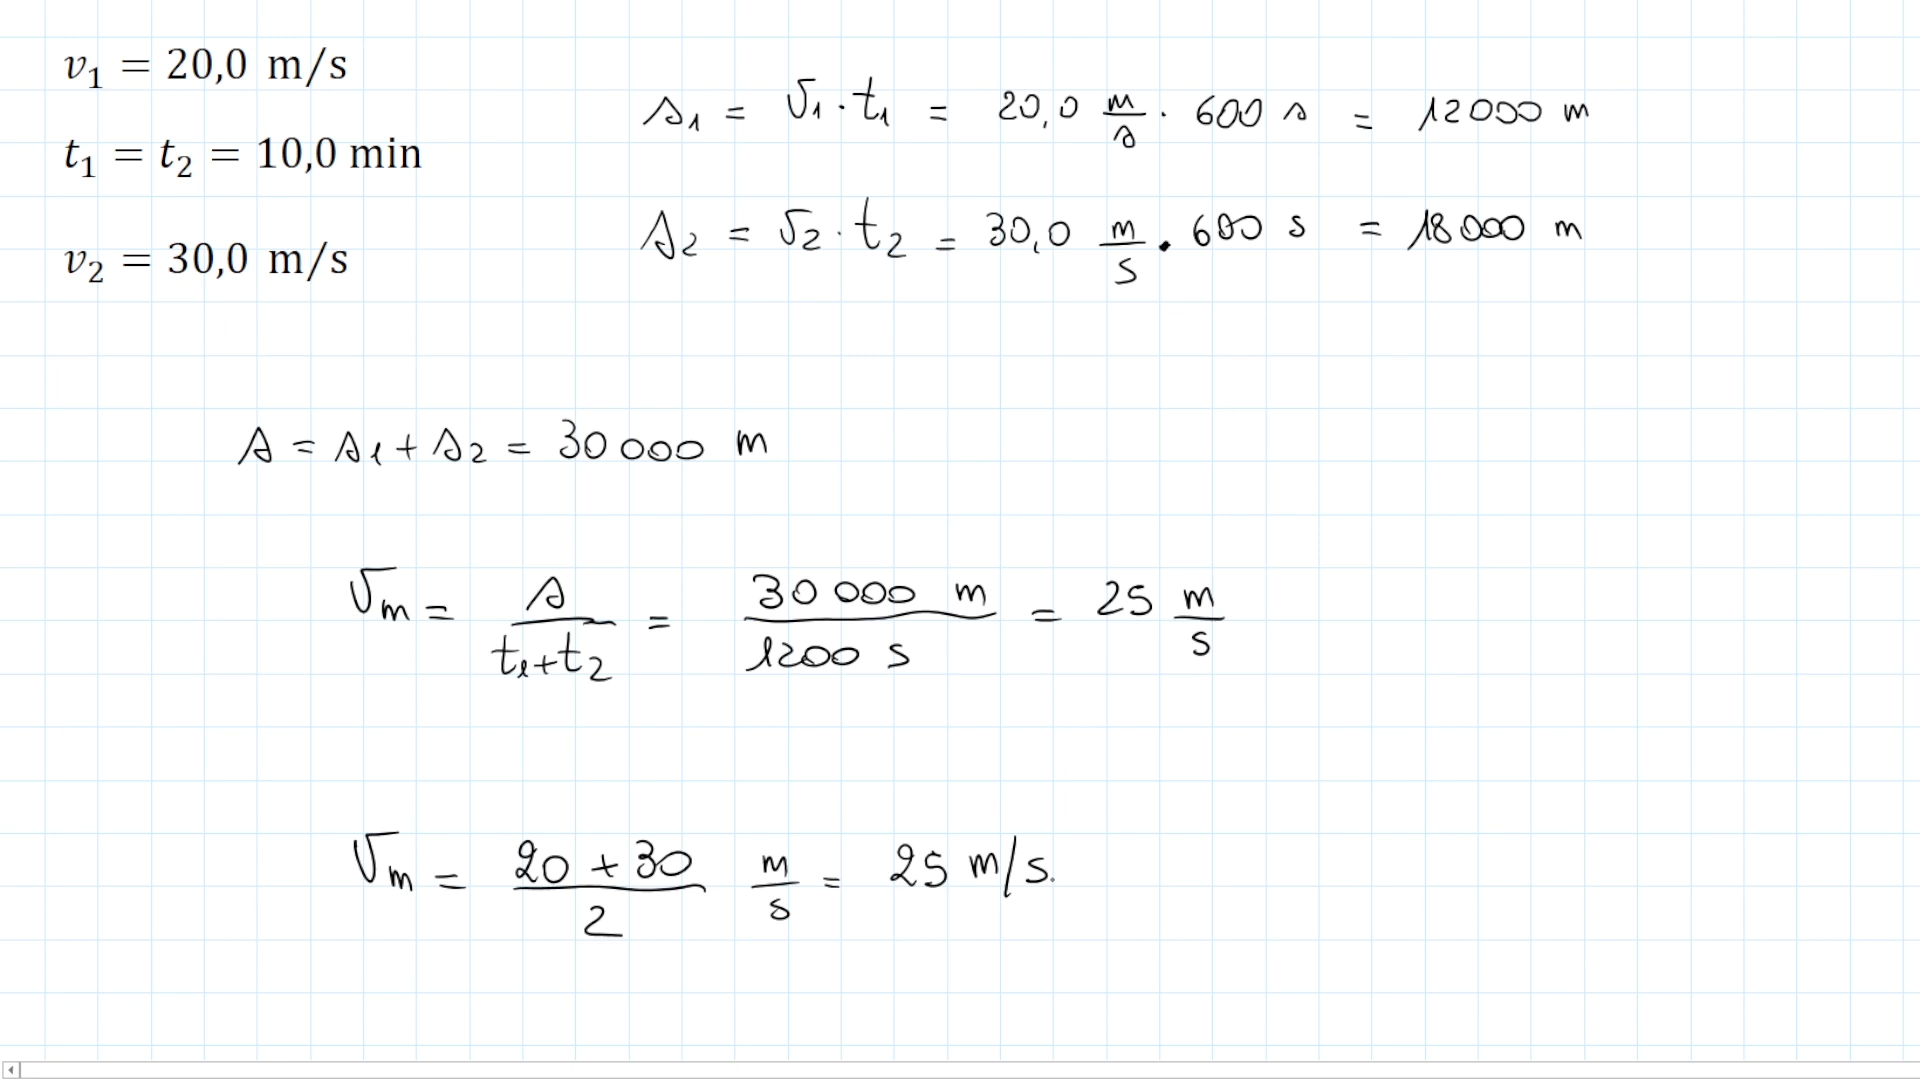 v₁ = 20,0 m/s
t₁ = t₂ = 10,0 min
v₂ = 30,0 m/s
s₁ = v₁ · t₁ = 20,0 m/s · 600 s = 12000 m
s₂ = v₂ · t₂ = 30,0 m/s · 600 s = 18 000 m
s = s₁ + s₂ = 30 000 m
vₘ = s/(t₁+t₂) = 30 000 m/1200 s = 25 m/s
vₘ = (20 + 30)/2 m/s = 25 m/s.